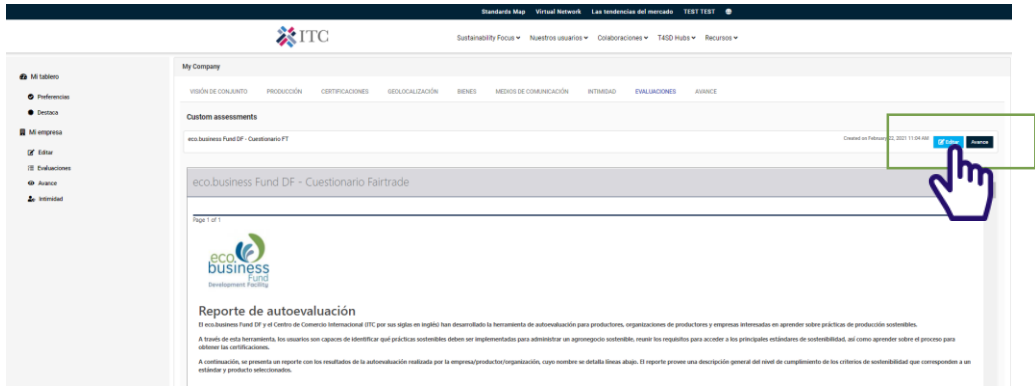 Standards Map Virtual Network Las tendencias del mercado TEST TEST
ITC
Sustainability Focus Nuestros usuarios Colaboraciones T4SD Hubs Recursos
Mi tablero
Preferencias
Destaca
Mi empresa
Editar
Evaluaciones
Avance
Intimidad
My Company
VISIÓN DE CONJUNTO PRODUCCIÓN CERTIFICACIONES GEOLOCALIZACIÓN BIENES MEDIOS DE COMUNICACIÓN INTIMIDAD EVALUACIONES AVANCE
Custom assessments
eco.business Fund DF - Cuestionario FT
Created on February 22, 2021 11:04 AM
Editar Avance
eco.business Fund DF - Cuestionario Fairtrade
Page 1 of 1
eco.
business
Fund
Development Facility
Reporte de autoevaluación
El eco.business Fund DF y el Centro de Comercio Internacional (ITC por sus siglas en inglés) han desarrollado la herramienta de autoevaluación para productores, organizaciones de productores y empresas interesadas en aprender sobre prácticas de producción sostenibles.
A través de esta herramienta, los usuarios son capaces de identificar qué prácticas sostenibles deben ser implementadas para administrar un agronegocio sostenible, reunir los requisitos para acceder a los principales estándares de sostenibilidad, así como aprender sobre el proceso para
obtener las certificaciones.
A continuación, se presenta un reporte con los resultados de la autoevaluación realizada por la empresa/productor/organización, cuyo nombre se detalla líneas abajo. El reporte provee una descripción general del nivel de cumplimiento de los criterios de sostenibilidad que corresponden a un
estándar y producto seleccionados.